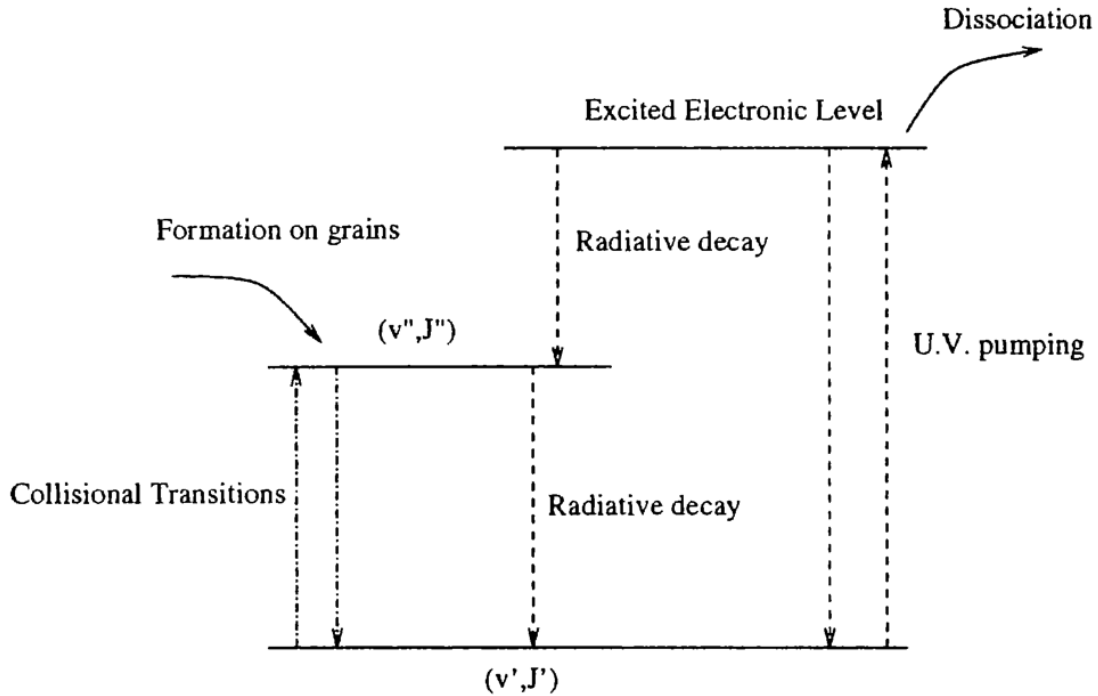 Dissociation
Excited Electronic Level
Formation on grains
Radiative decay
(v",J")
U.V. pumping
Collisional Transitions
Radiative decay
(v',J')